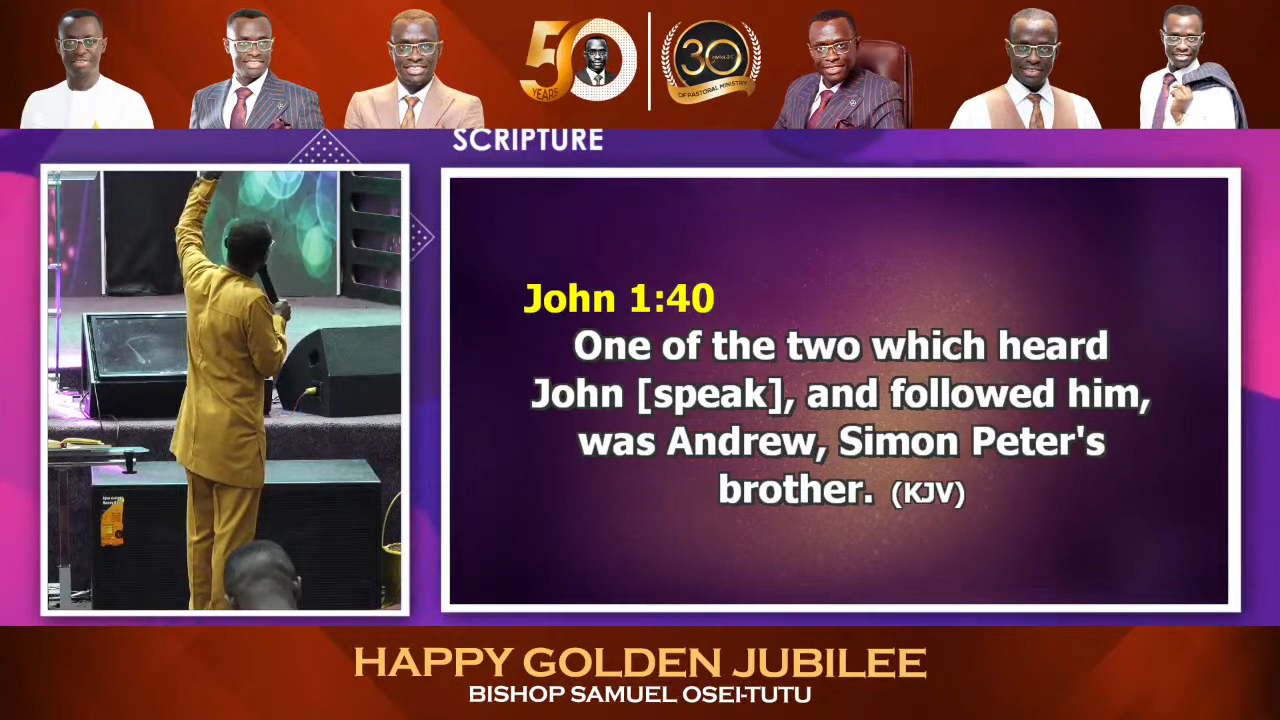 50
YEARS
30
OF PASTORAL MINISTRY
SCRIPTURE
John 1:40
One of the two which heard
John [speak], and followed him,
was Andrew, Simon Peter's
brother. (KJV)
HAPPY GOLDEN JUBILEE
BISHOP SAMUEL OSEI-TUTU